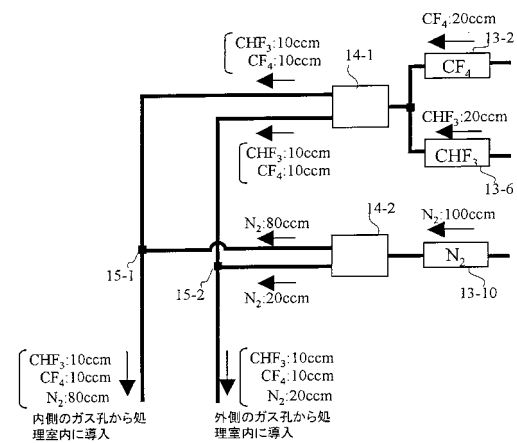 CF₄:20ccm
13-2
CF₄
CHF₃:20ccm
CHF₃
13-6
14-1
CHF₃:10ccm
CF₄:10ccm
CHF₃:10ccm
CF₄:10ccm
14-2
N₂:100ccm
N₂
13-10
N₂:80ccm
N₂:20ccm
15-1
15-2
CHF₃:10ccm
CF₄:10ccm
N₂:80ccm
内側のガス孔から処
理室内に導入
CHF₃:10ccm
CF₄:10ccm
N₂:20ccm
外側のガス孔から処
理室内に導入